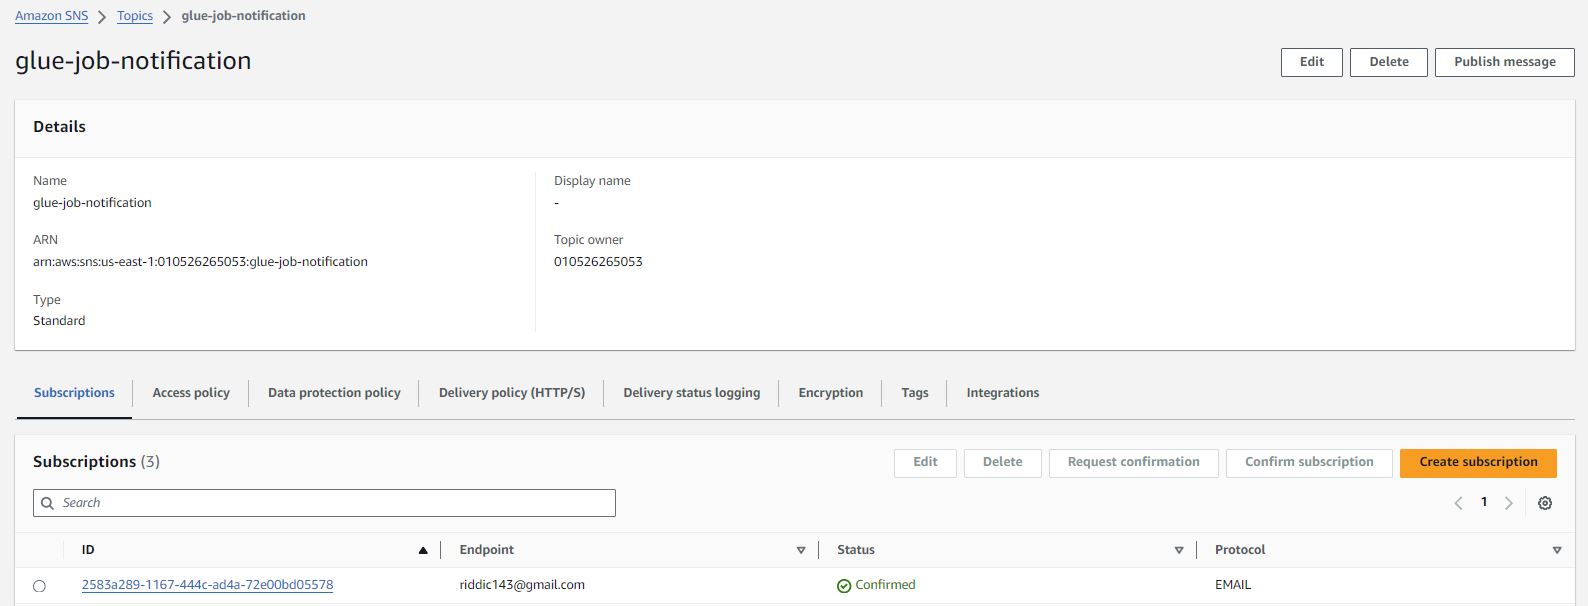 Amazon SNS > Topics > glue-job-notification
glue-job-notification
Edit Delete Publish message
Details
Name
glue-job-notification
Display name
-
ARN
arn:aws:sns:us-east-1:010526265053:glue-job-notification
Topic owner
010526265053
Type
Standard
Subscriptions Access policy Data protection policy Delivery policy (HTTP/S) Delivery status logging Encryption Tags Integrations
Subscriptions (3) Edit Delete Request confirmation Confirm subscription Create subscription
Search
1
ID Endpoint Status Protocol
2583a289-1167-444c-ad4a-72e00bd05578 riddic143@gmail.com Confirmed EMAIL